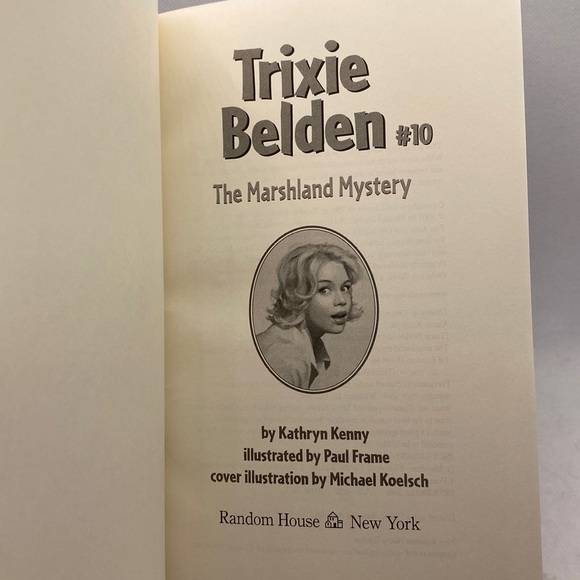 Trixie
Belden #10
The Marshland Mystery
by Kathryn Kenny
illustrated by Paul Frame
cover illustration by Michael Koelsch
Random House New York